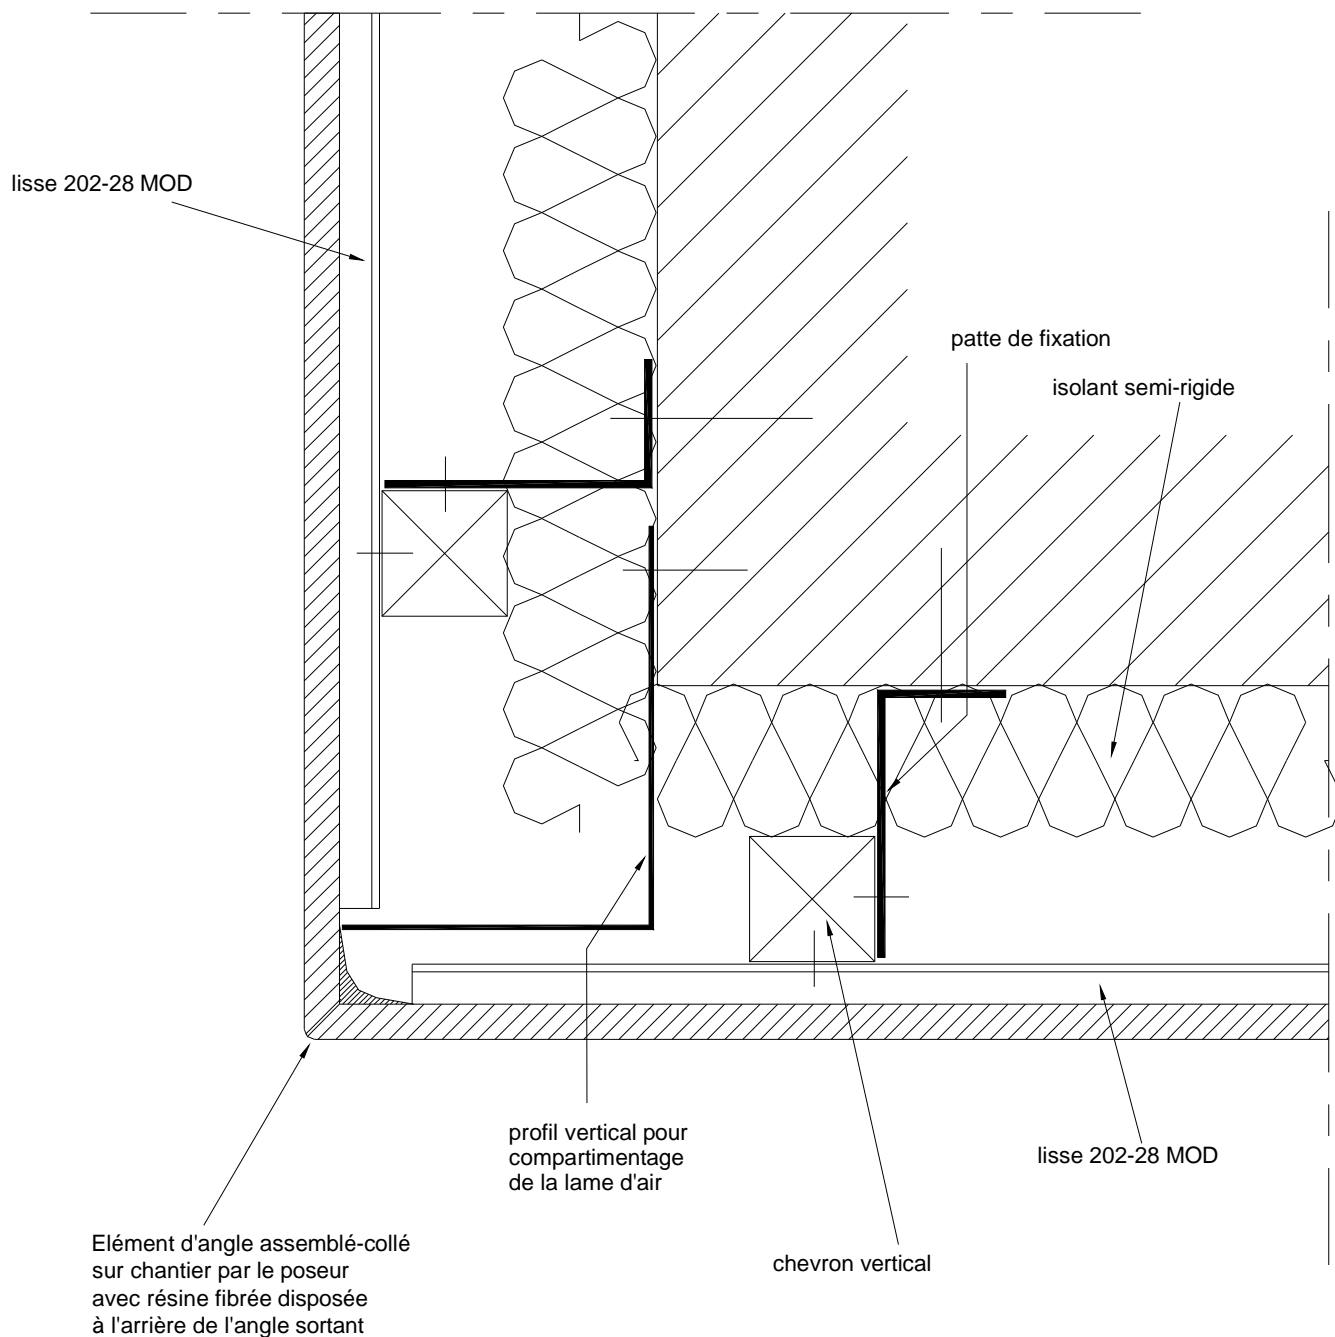 lisse 202-28 MOD
patte de fixation
isolant semi-rigide
profil vertical pour
compartimentage
de la lame d'air
lisse 202-28 MOD
chevron vertical
Elément d'angle assemblé-collé
sur chantier par le poseur
avec résine fibrée disposée
à l'arrière de l'angle sortant